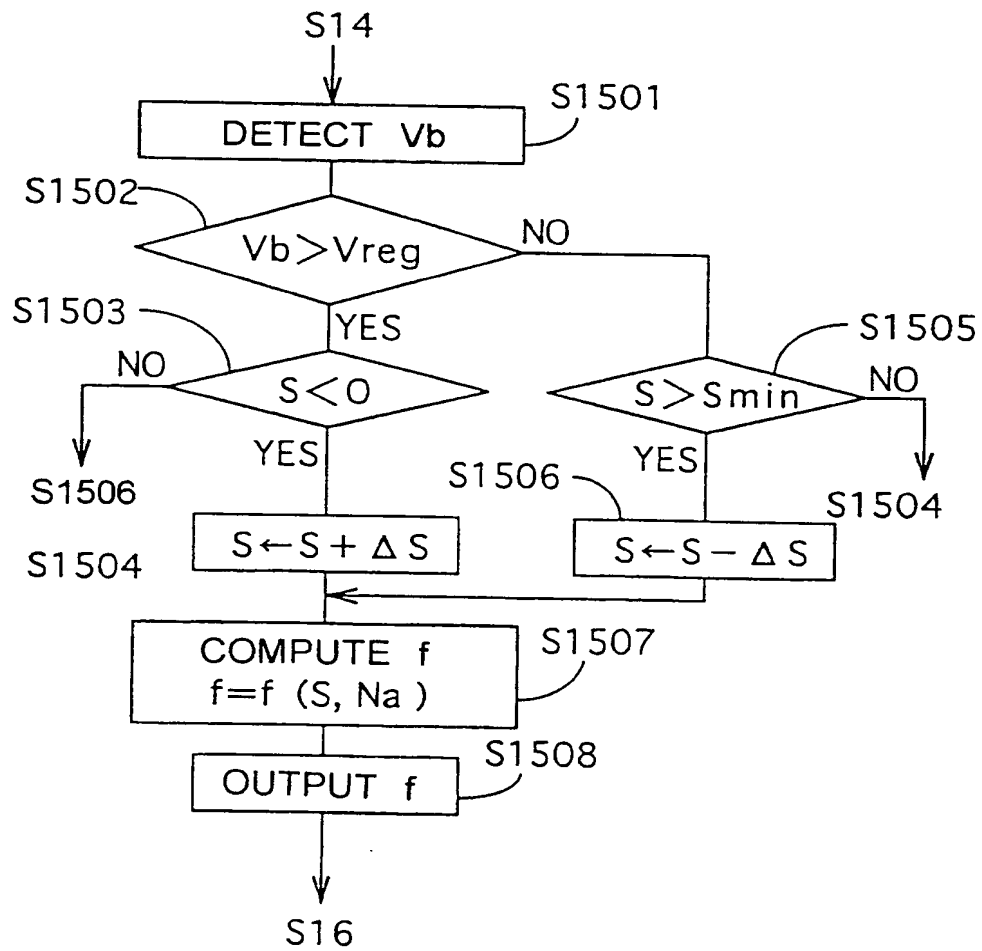 S14
S1501
DETECT Vb
S1502
Vb>Vreg
NO
S1503
YES
S1505
NO
S<0
S>Smin
NO
YES
YES
S1506
S1506
S1504
S←S+ΔS
S←S-ΔS
S1504
COMPUTE f
f=f (S, Na)
S1507
S1508
OUTPUT f
S16